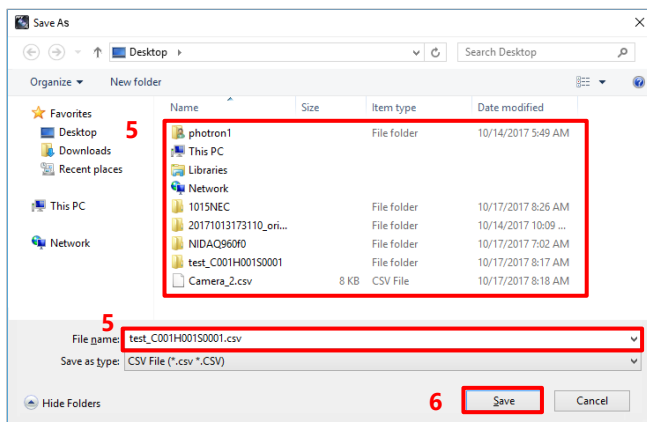 Save As
Desktop
Search Desktop
Organize
New folder
Name Size Item type Date modified
Favorites
Desktop
Downloads
Recent places
This PC
Network
5
photron1 File folder 10/14/2017 5:49 AM
This PC
Libraries
Network
1015NEC File folder 10/17/2017 8:26 AM
20171013173110_ori... File folder 10/14/2017 10:09 ...
NIDAQ960f0 File folder 10/17/2017 7:02 AM
test_C001H001S0001 File folder 10/17/2017 8:17 AM
Camera_2.csv 8 KB CSV File 10/17/2017 8:18 AM
5
File name: test_C001H001S0001.csv
Save as type: CSV File (*.csv *.CSV)
Hide Folders
6
Save
Cancel